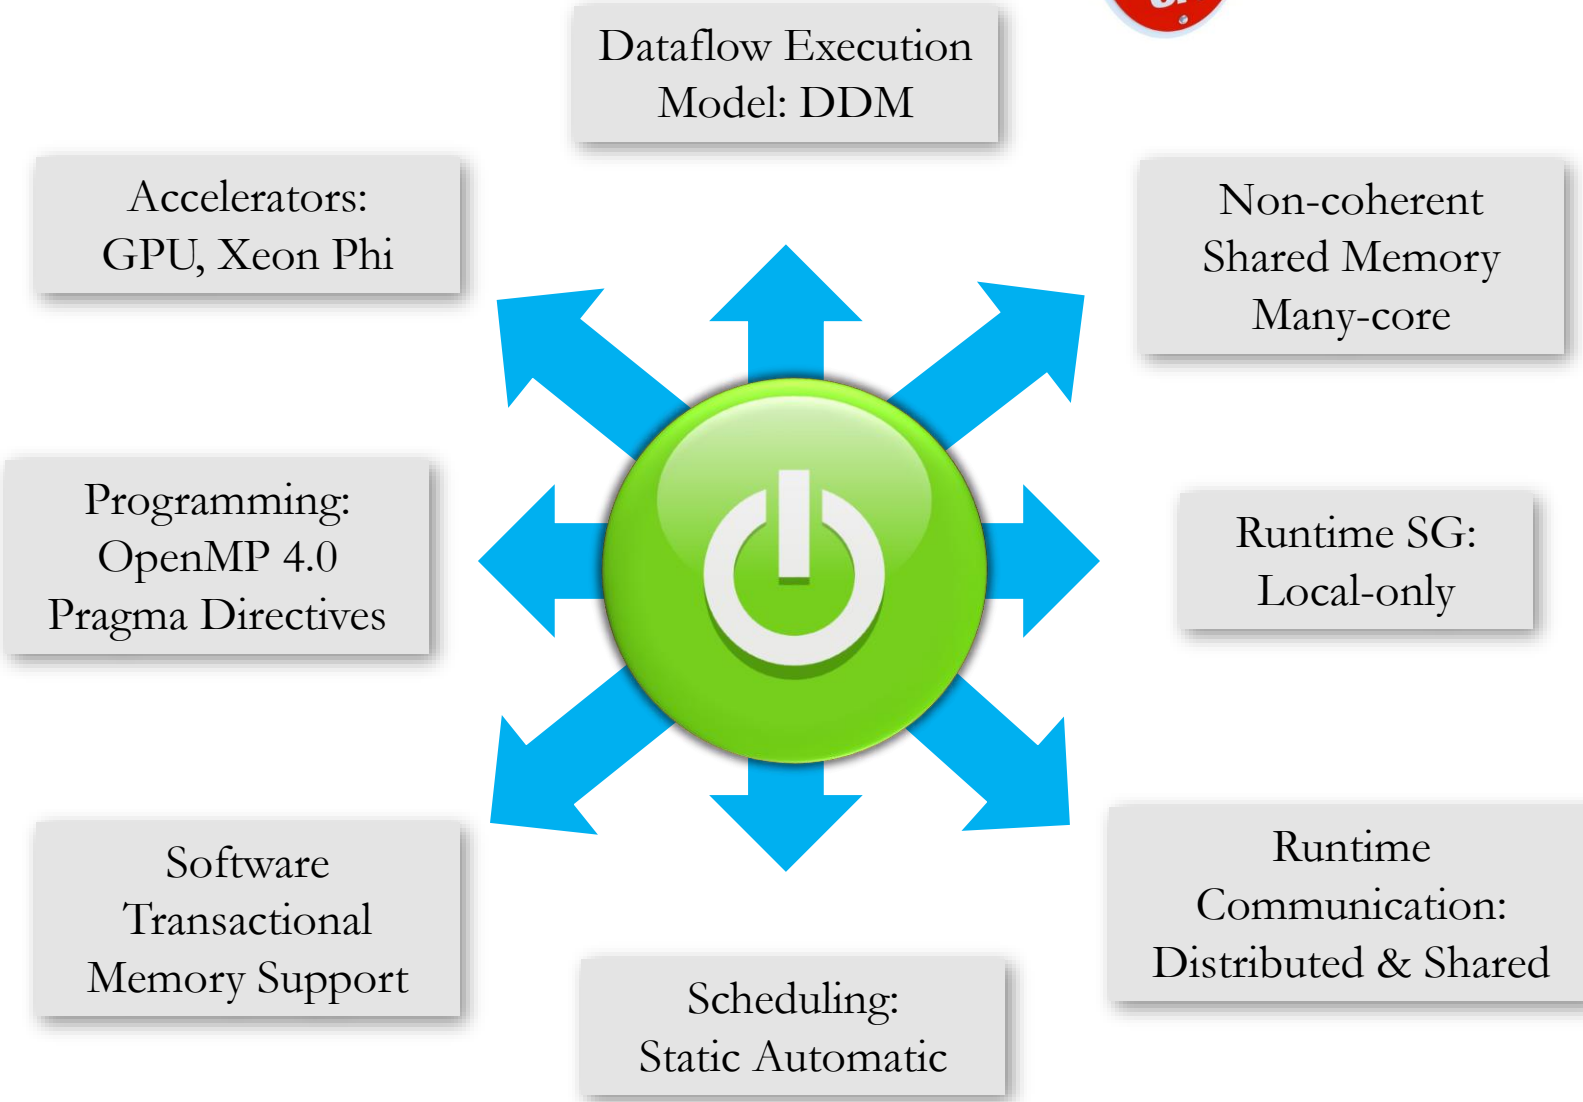 Dataflow Execution
Model: DDM
Accelerators:
GPU, Xeon Phi
Non-coherent
Shared Memory
Many-core
Programming:
OpenMP 4.0
Pragma Directives
Runtime SG:
Local-only
Software
Transactional
Memory Support
Runtime
Communication:
Distributed & Shared
Scheduling:
Static Automatic